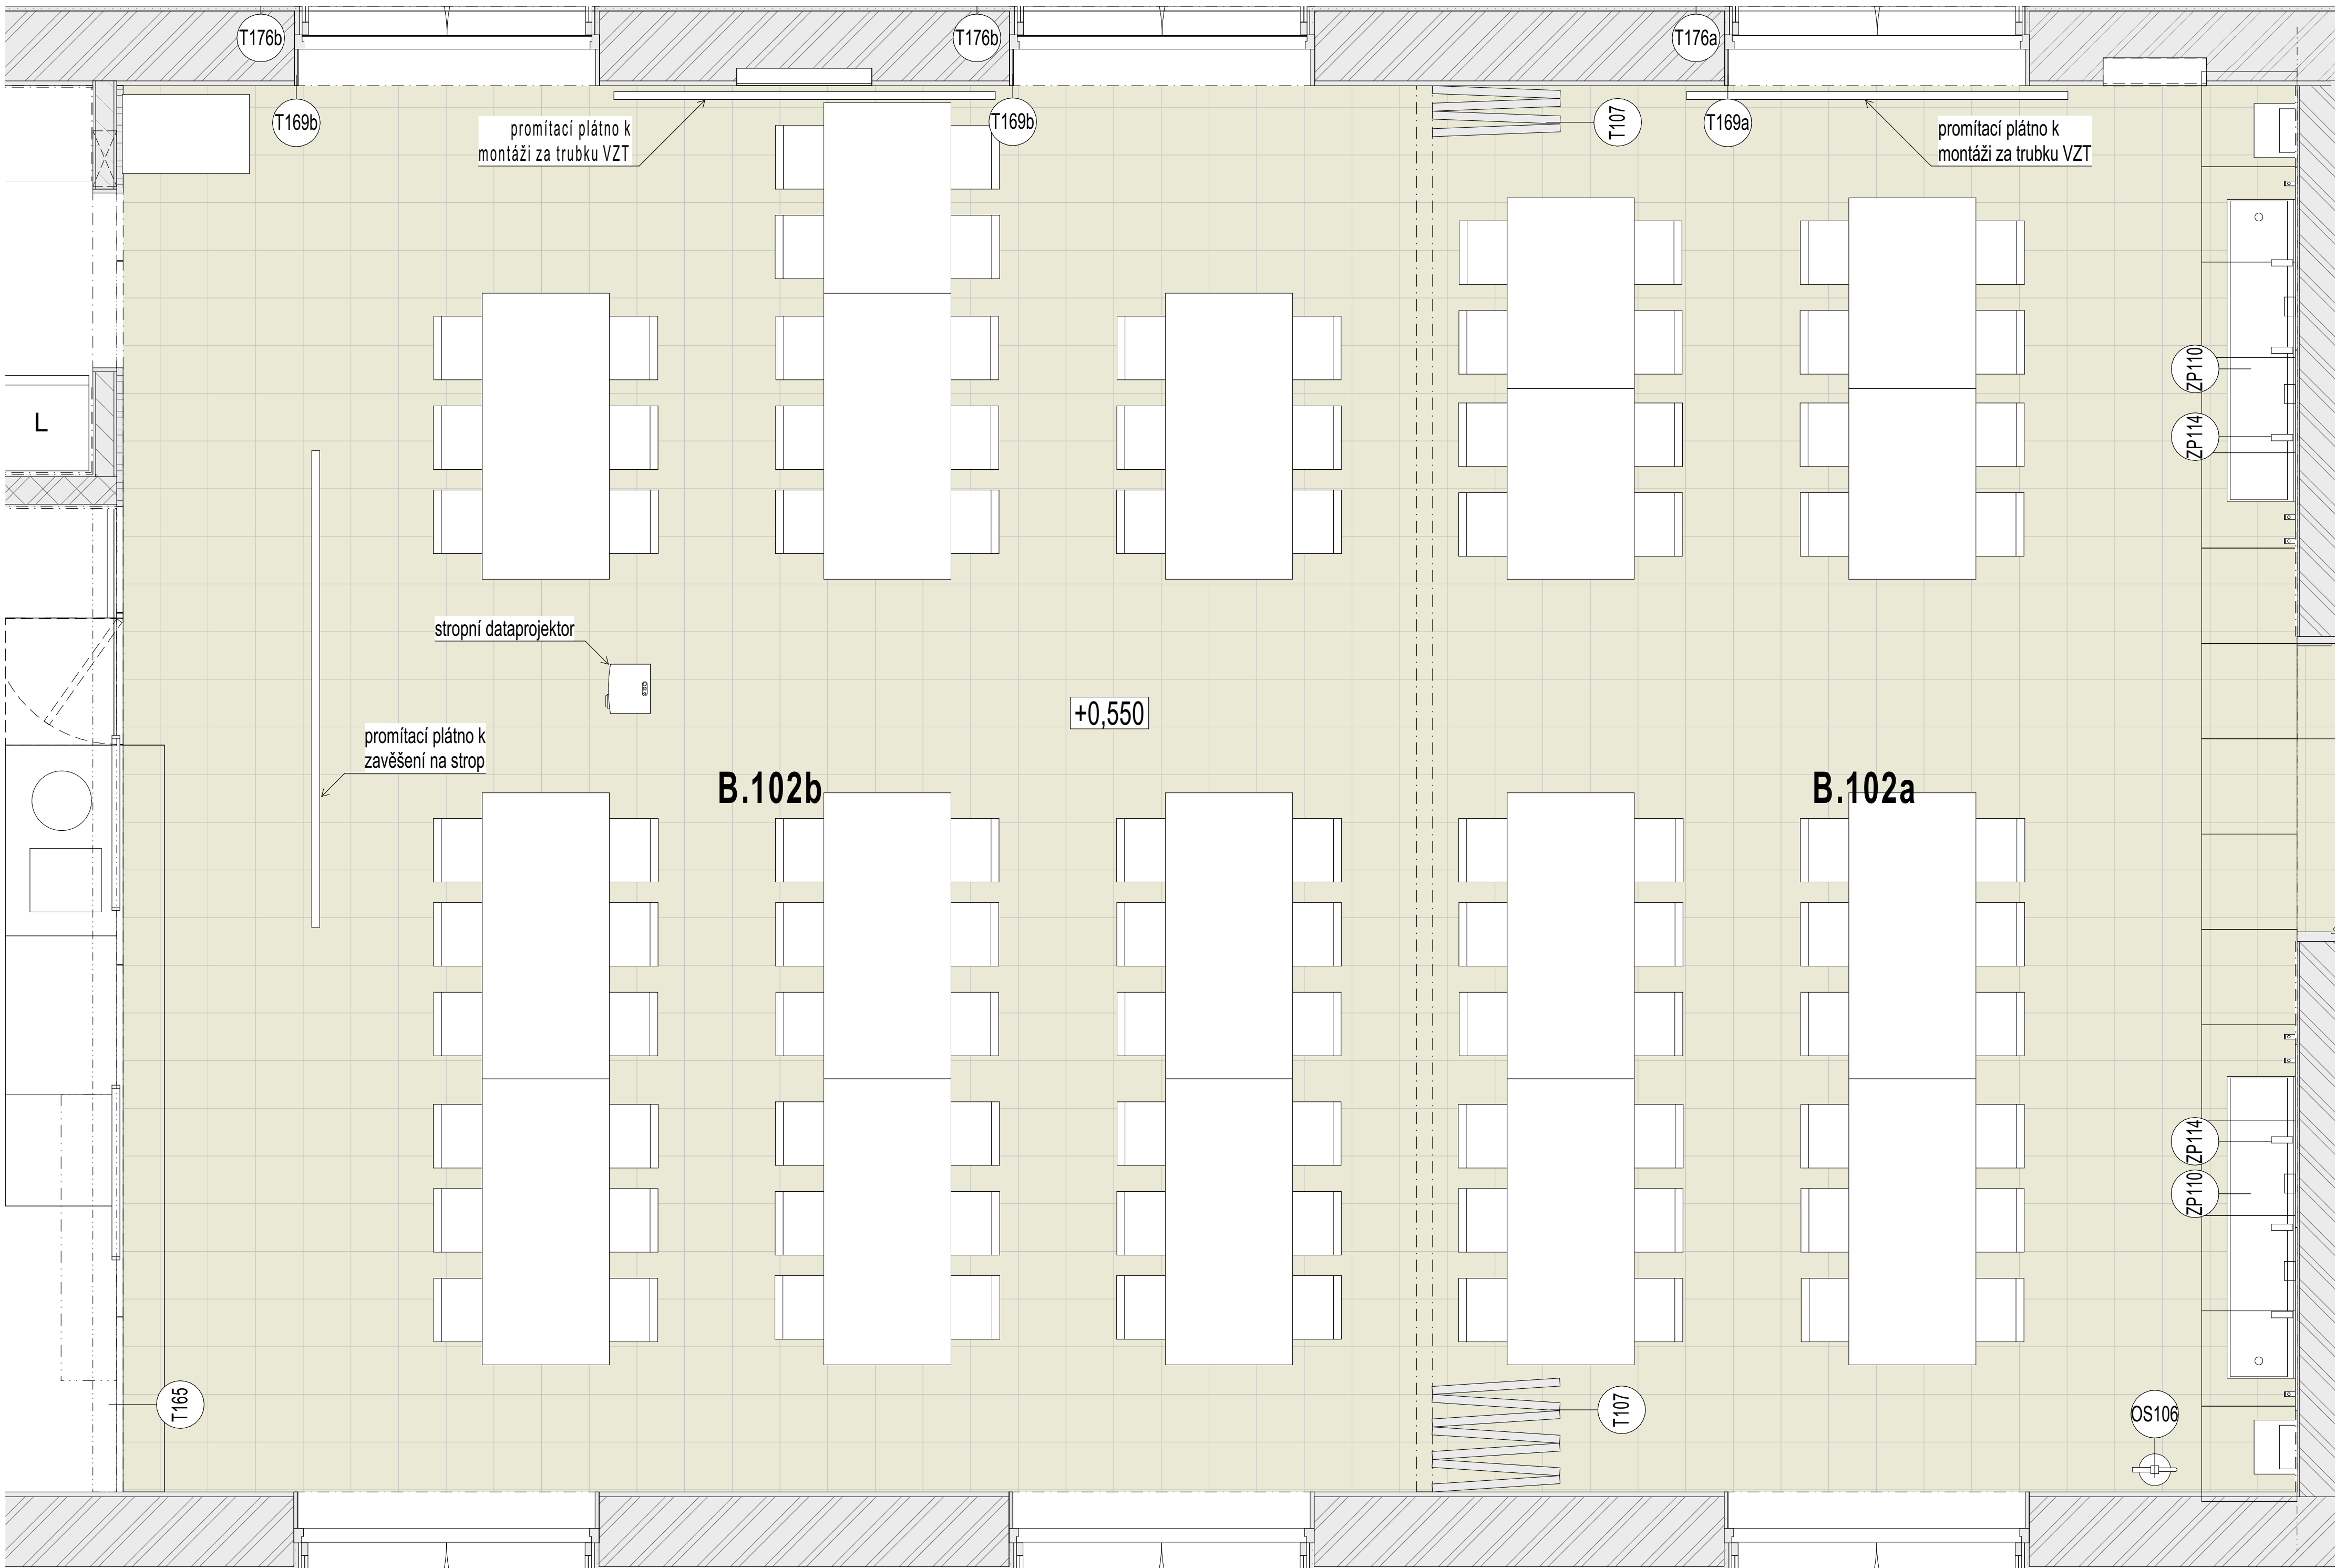 T176b
T176b
T176a
T169b
promítací plátno k
montáži za trubku VZT
T169b
T107
T169a
promítací plátno k
montáži za trubku VZT
ZP110
L
ZP114
stropní dataprojektor
+0,550
promítací plátno k
zavěšení na strop
B.102b
B.102a
ZP114
ZP110
T165
T107
OS106